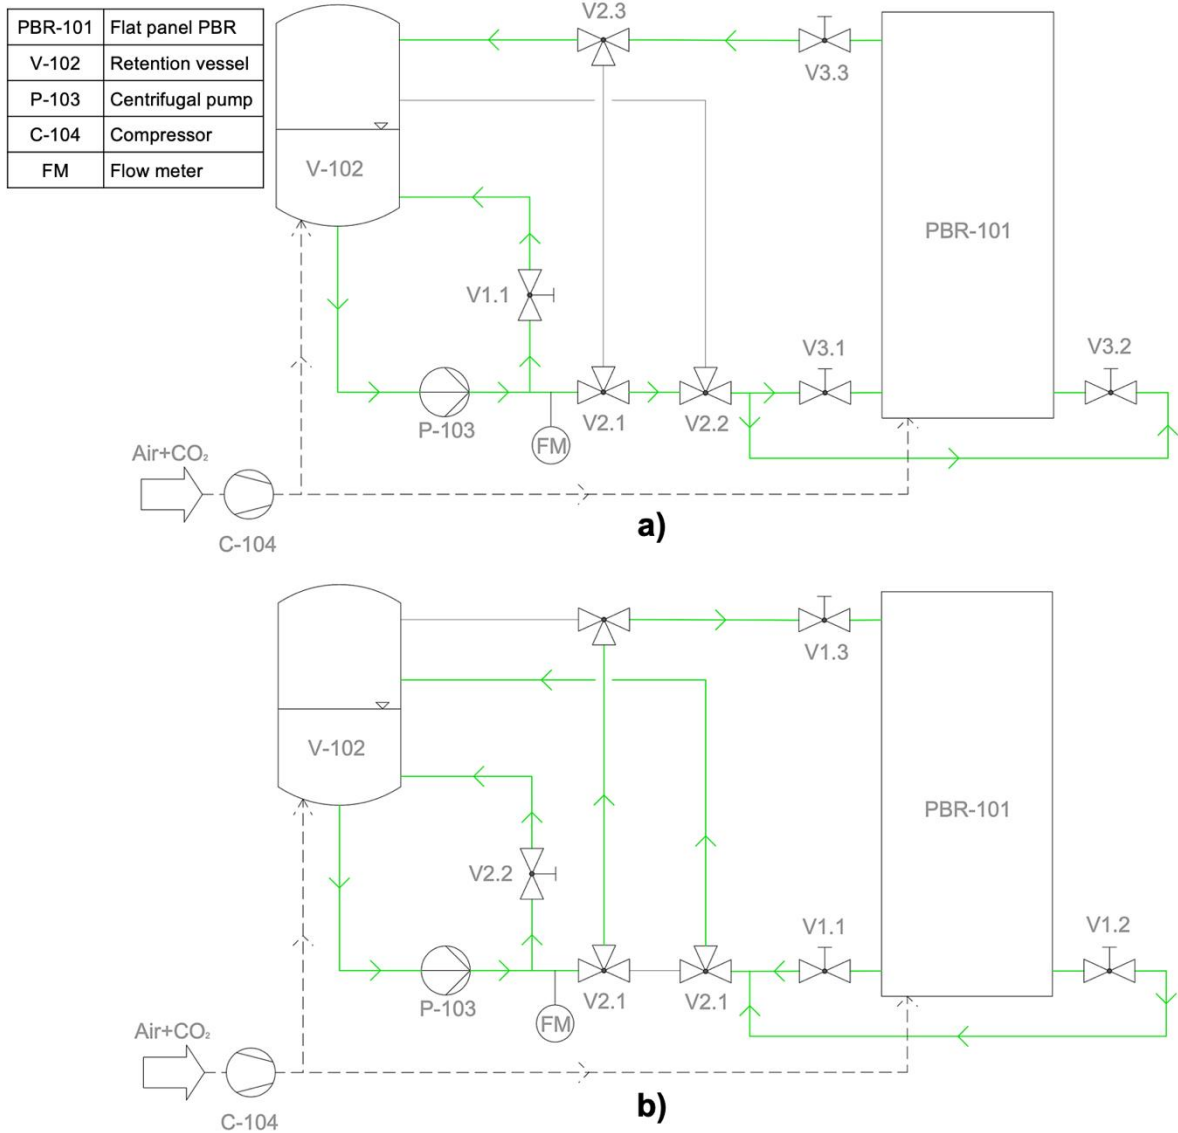 PBR-101 Flat panel PBR
V-102 Retention vessel
P-103 Centrifugal pump
C-104 Compressor
FM Flow meter
V2.3
V3.3
V-102
PBR-101
V1.1
V3.1
V3.2
P-103
FM
V2.1
V2.2
Air+CO₂
C-104
a)
V1.3
V-102
PBR-101
V2.2
V1.1
V1.2
P-103
FM
V2.1
V2.1
Air+CO₂
C-104
b)